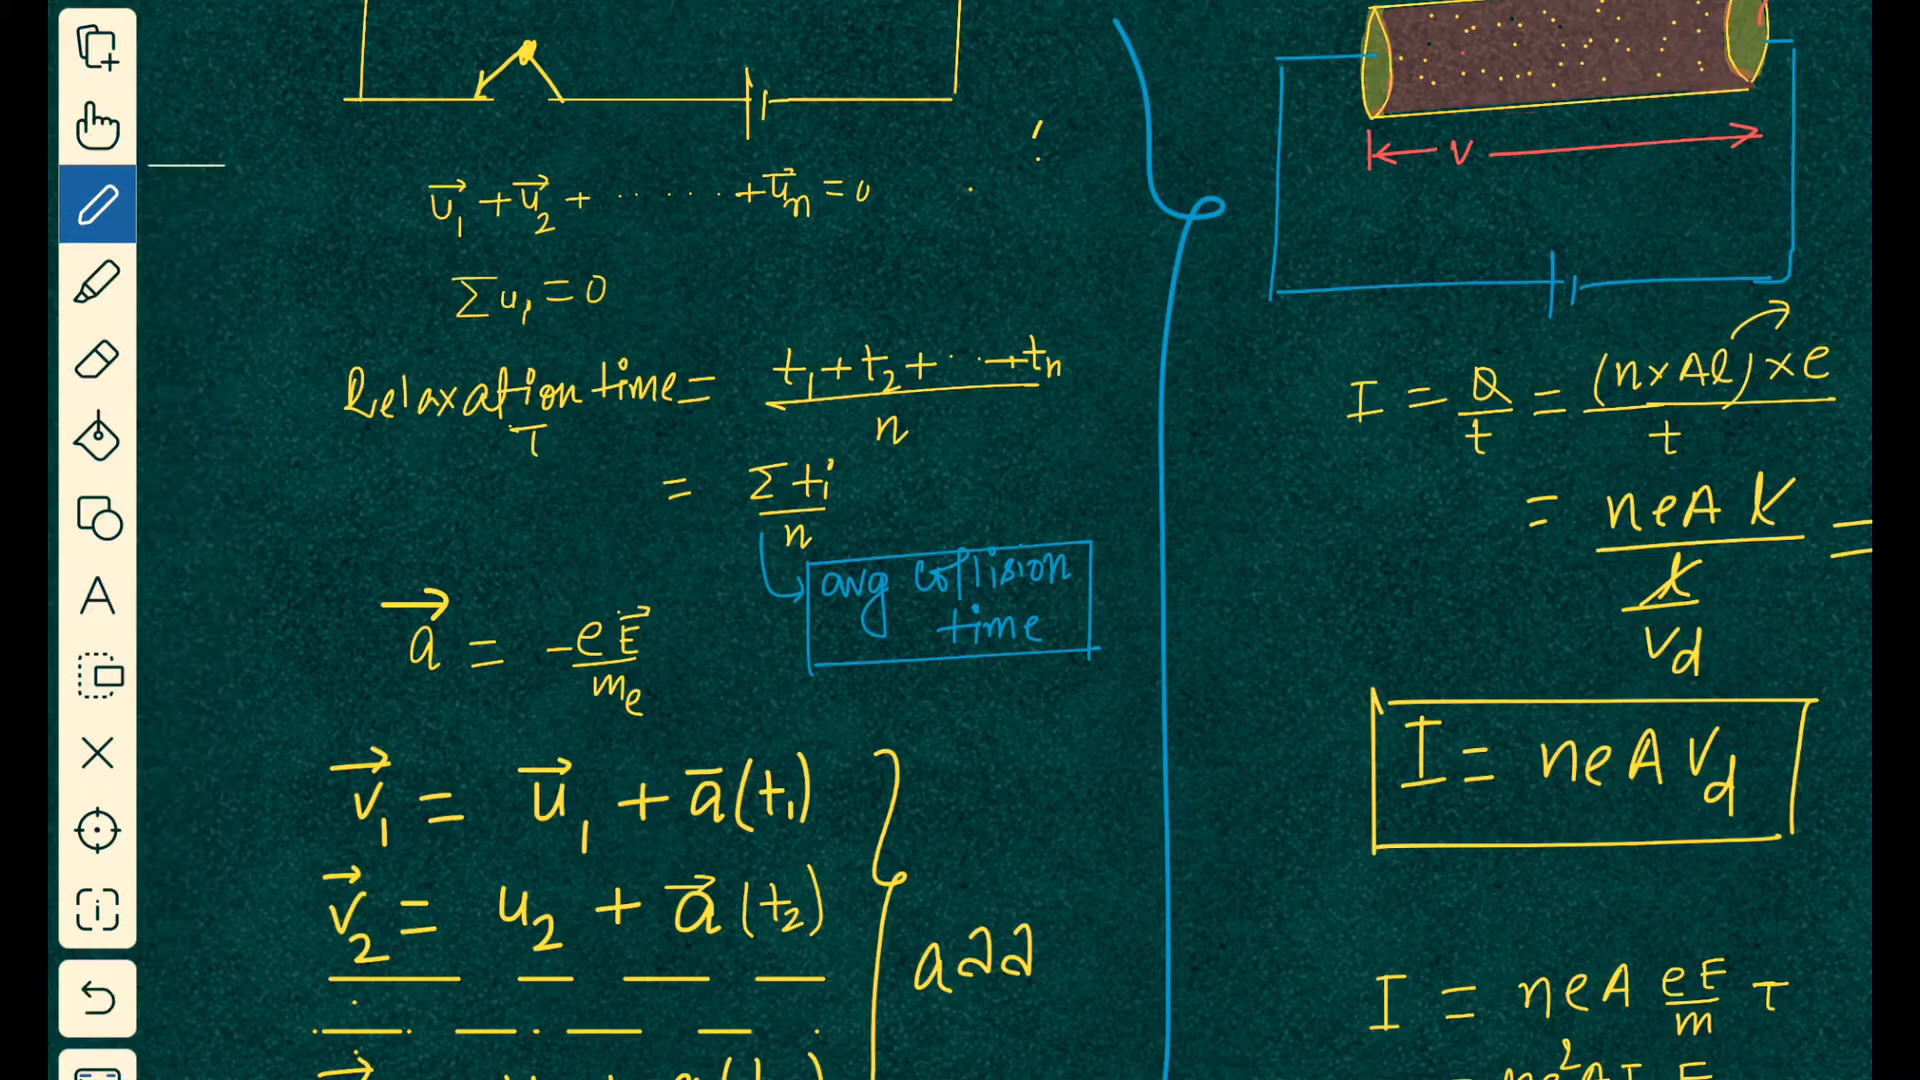 u⃗₁ + u⃗₂ + ....... + u⃗ₙ = 0
Σu₁ = 0
Relaxation time = (t₁ + t₂ + ... + tₙ)/n
τ
= Σtᵢ/n
avg collision
time
a⃗ = -eE⃗/mₑ
v⃗₁ = u⃗₁ + a̅(t₁)
v⃗₂ = u₂ + a⃗(t₂)
add
V
I = Q/t = ((n×Al)×e)/t
= neA l/(l/v_d) =
I = neA v_d
I = neA (eE/m) τ
A